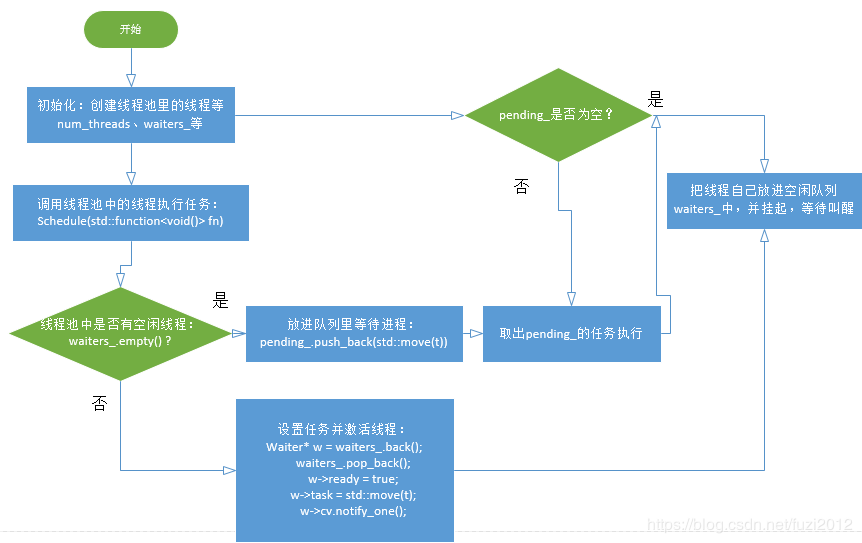 开始
初始化：创建线程池里的线程等
num_threads、waiters_等
调用线程池中的线程执行任务：
Schedule(std::function<void()> fn)
线程池中是否有空闲线程：
waiters_.empty()？
是
否
放进队列里等待进程：
pending_.push_back(std::move(t))
设置任务并激活线程：
Waiter* w = waiters_.back();
waiters_.pop_back();
w->ready = true;
w->task = std::move(t);
w->cv.notify_one();
pending_是否为空？
是
否
取出pending_的任务执行
把线程自己放进空闲队列
waiters_中，并挂起，等待叫醒
https://blog.csdn.net/fuzi2012